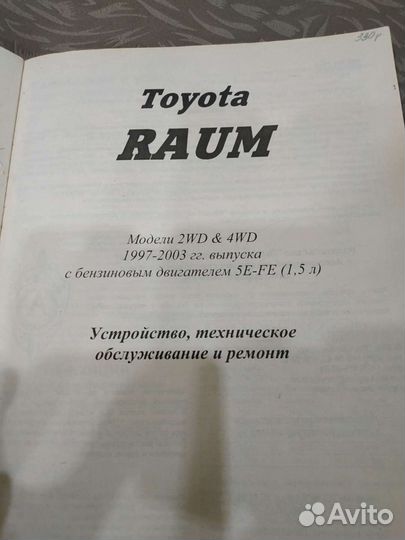 330 р
Toyota
RAUM
Модели 2WD & 4WD
1997-2003 гг. выпуска
с бензиновым двигателем 5E-FE (1,5 л)
Устройство, техническое
обслуживание и ремонт
Avito